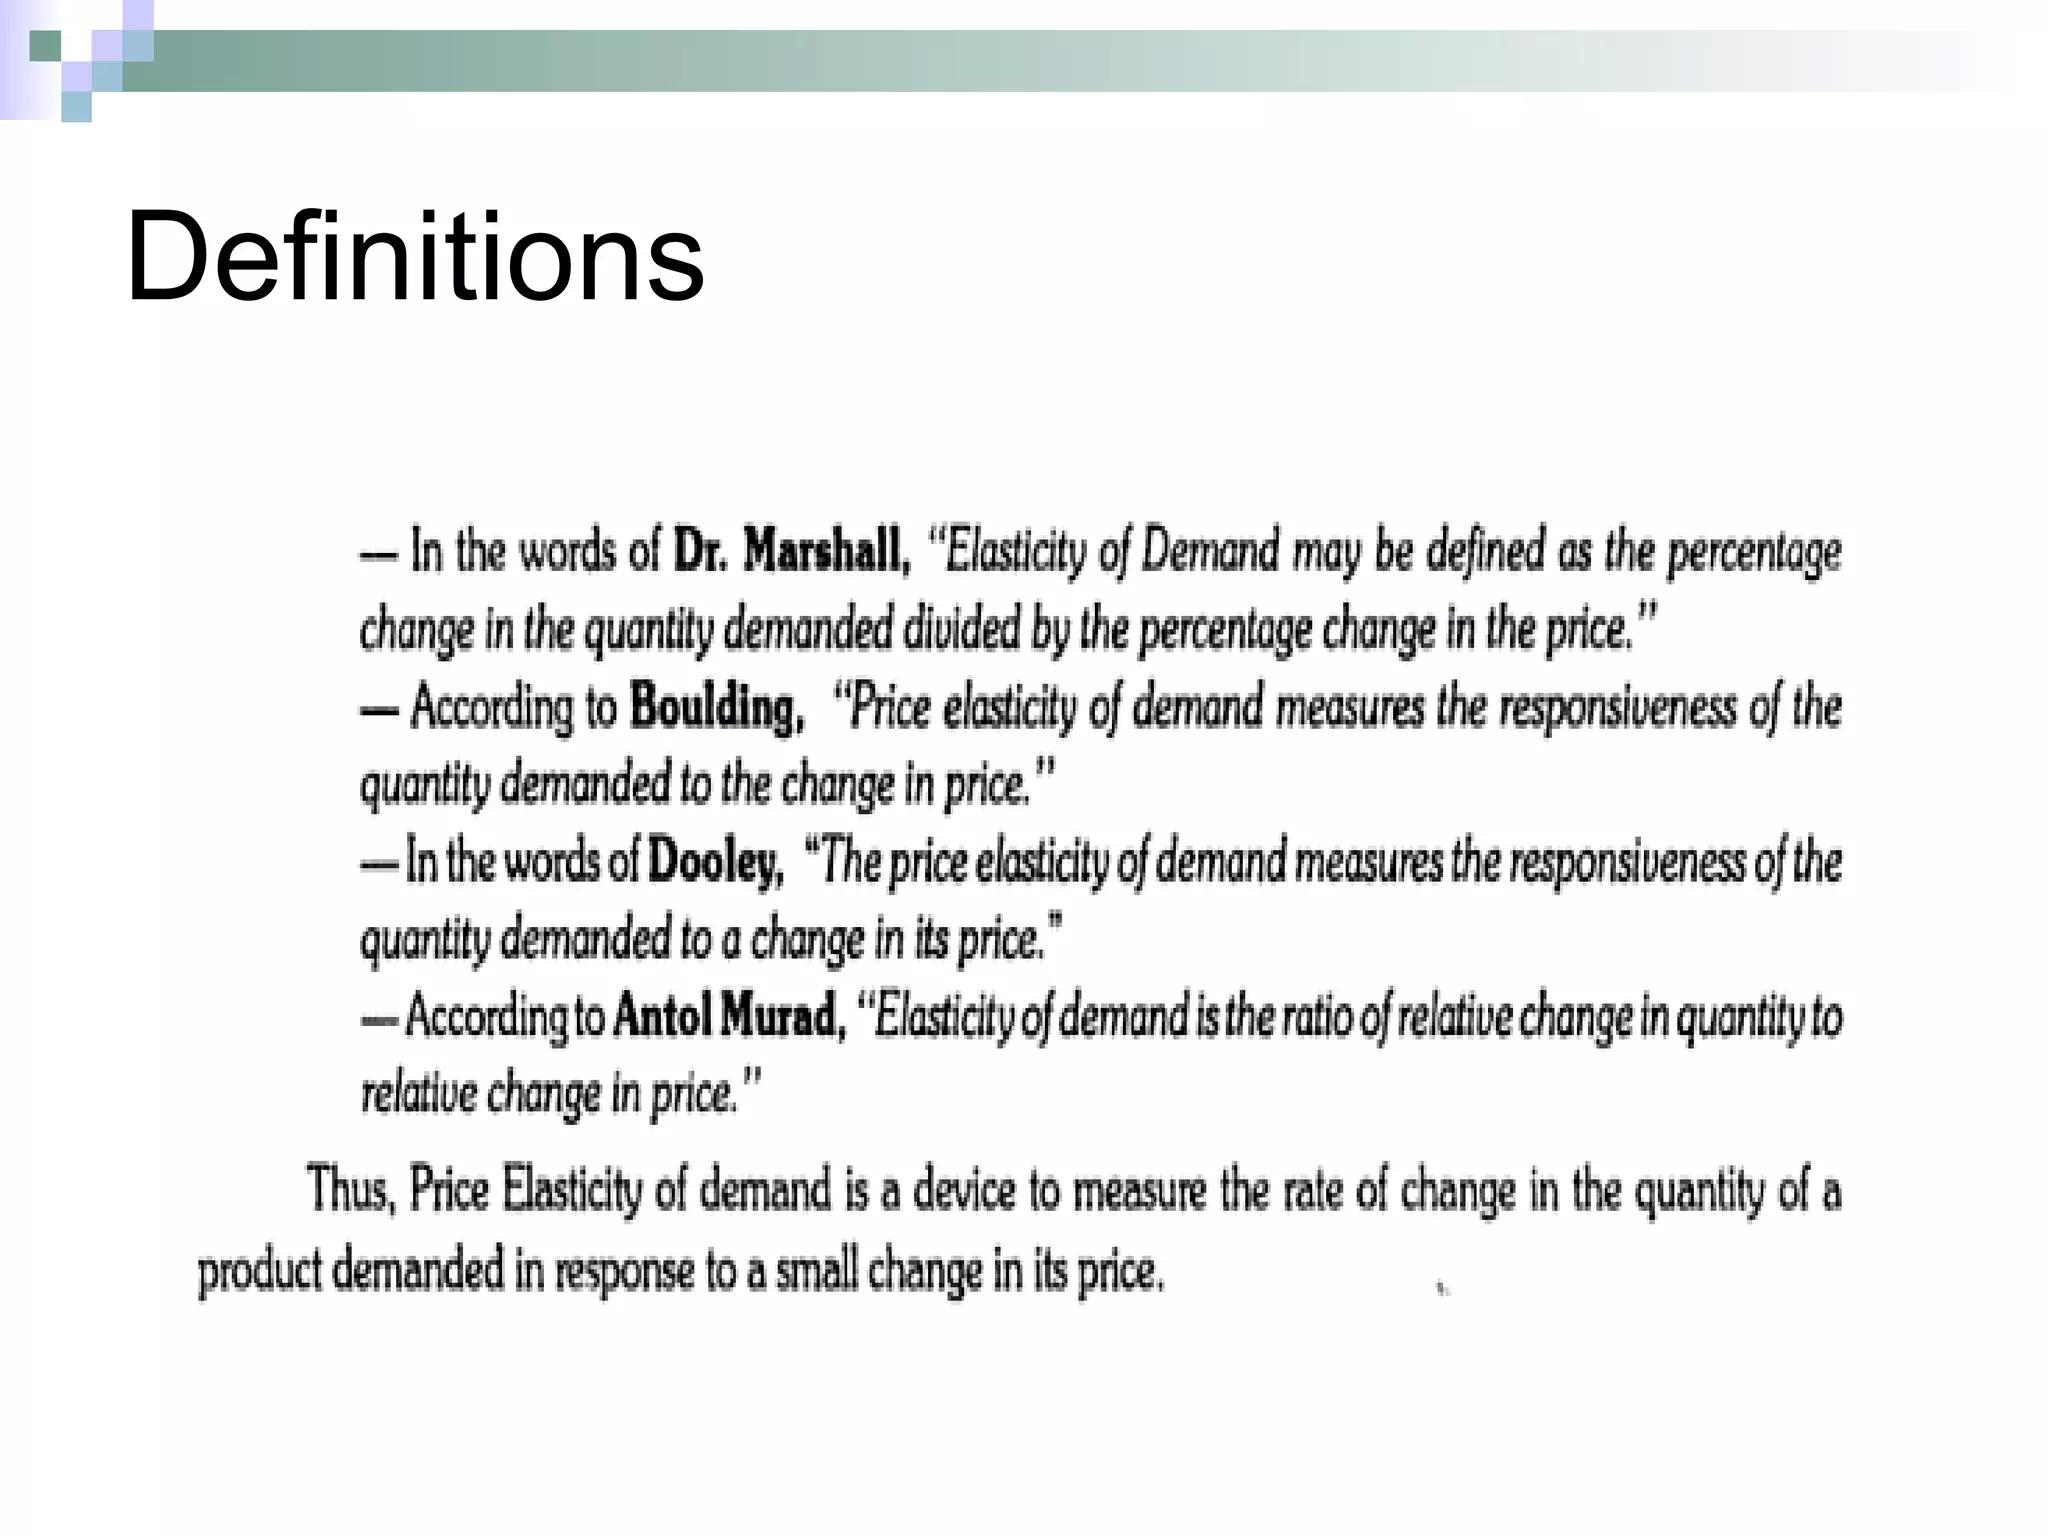 Definitions
— In the words of Dr. Marshall, “Elasticity of Demand may be defined as the percentage
change in the quantity demanded divided by the percentage change in the price.”
— According to Boulding, “Price elasticity of demand measures the responsiveness of the
quantity demanded to the change in price.”
— In the words of Dooley, “The price elasticity of demand measures the responsiveness of the
quantity demanded to a change in its price."
— According to Antol Murad, “Elasticity of demand is the ratio of relative change in quantity to
relative change in price.”
Thus, Price Elasticity of demand is a device to measure the rate of change in the quantity of a
product demanded in response to a small change in its price.